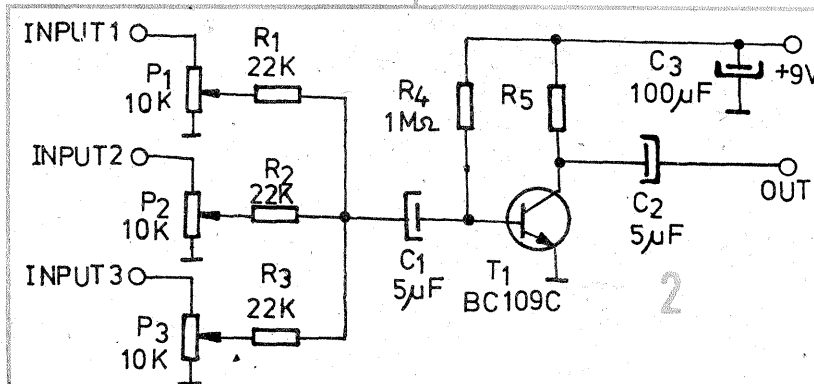 INPUT1
P1
10K
R1
22K
INPUT2
P2
10K
R2
22K
INPUT3
P3
10K
R3
22K
C1
5µF
R4
1MΩ
R5
T1
BC109C
C3
100µF
+9V
C2
5µF
OUT
2